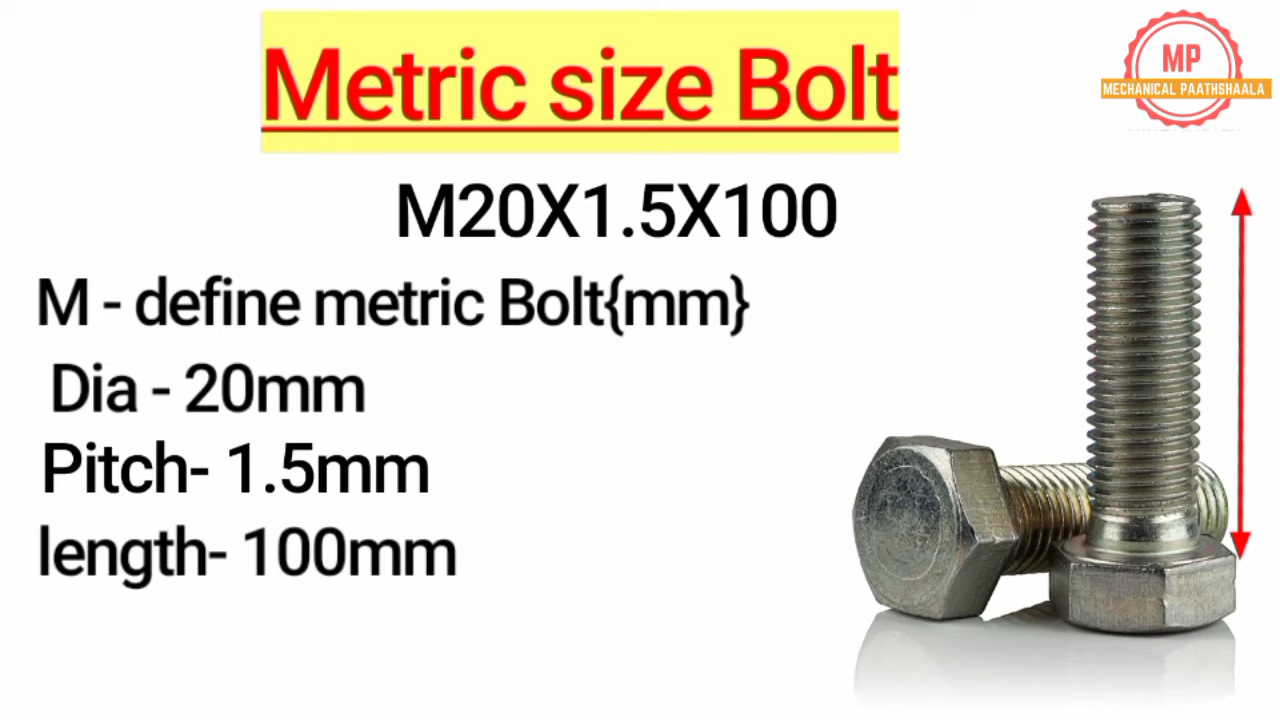 Metric size Bolt
MP
MECHANICAL PAATHSHAALA
M20X1.5X100
M - define metric Bolt{mm}
Dia - 20mm
Pitch- 1.5mm
length- 100mm